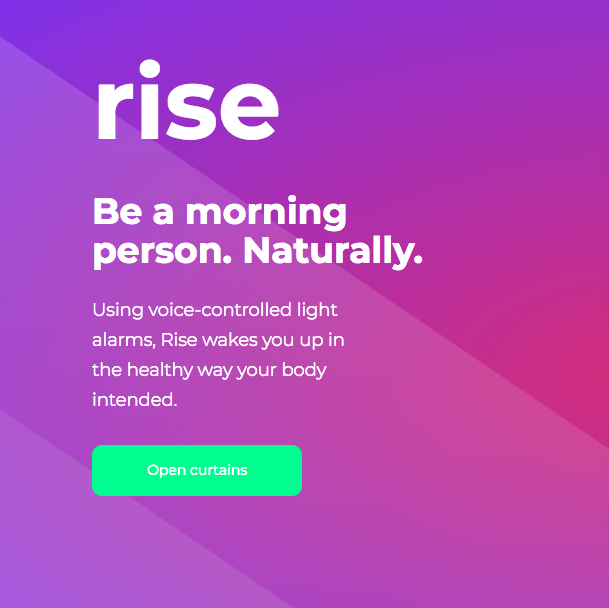 rise
Be a morning
person. Naturally.
Using voice-controlled light
alarms, Rise wakes you up in
the healthy way your body
intended.
Open curtains